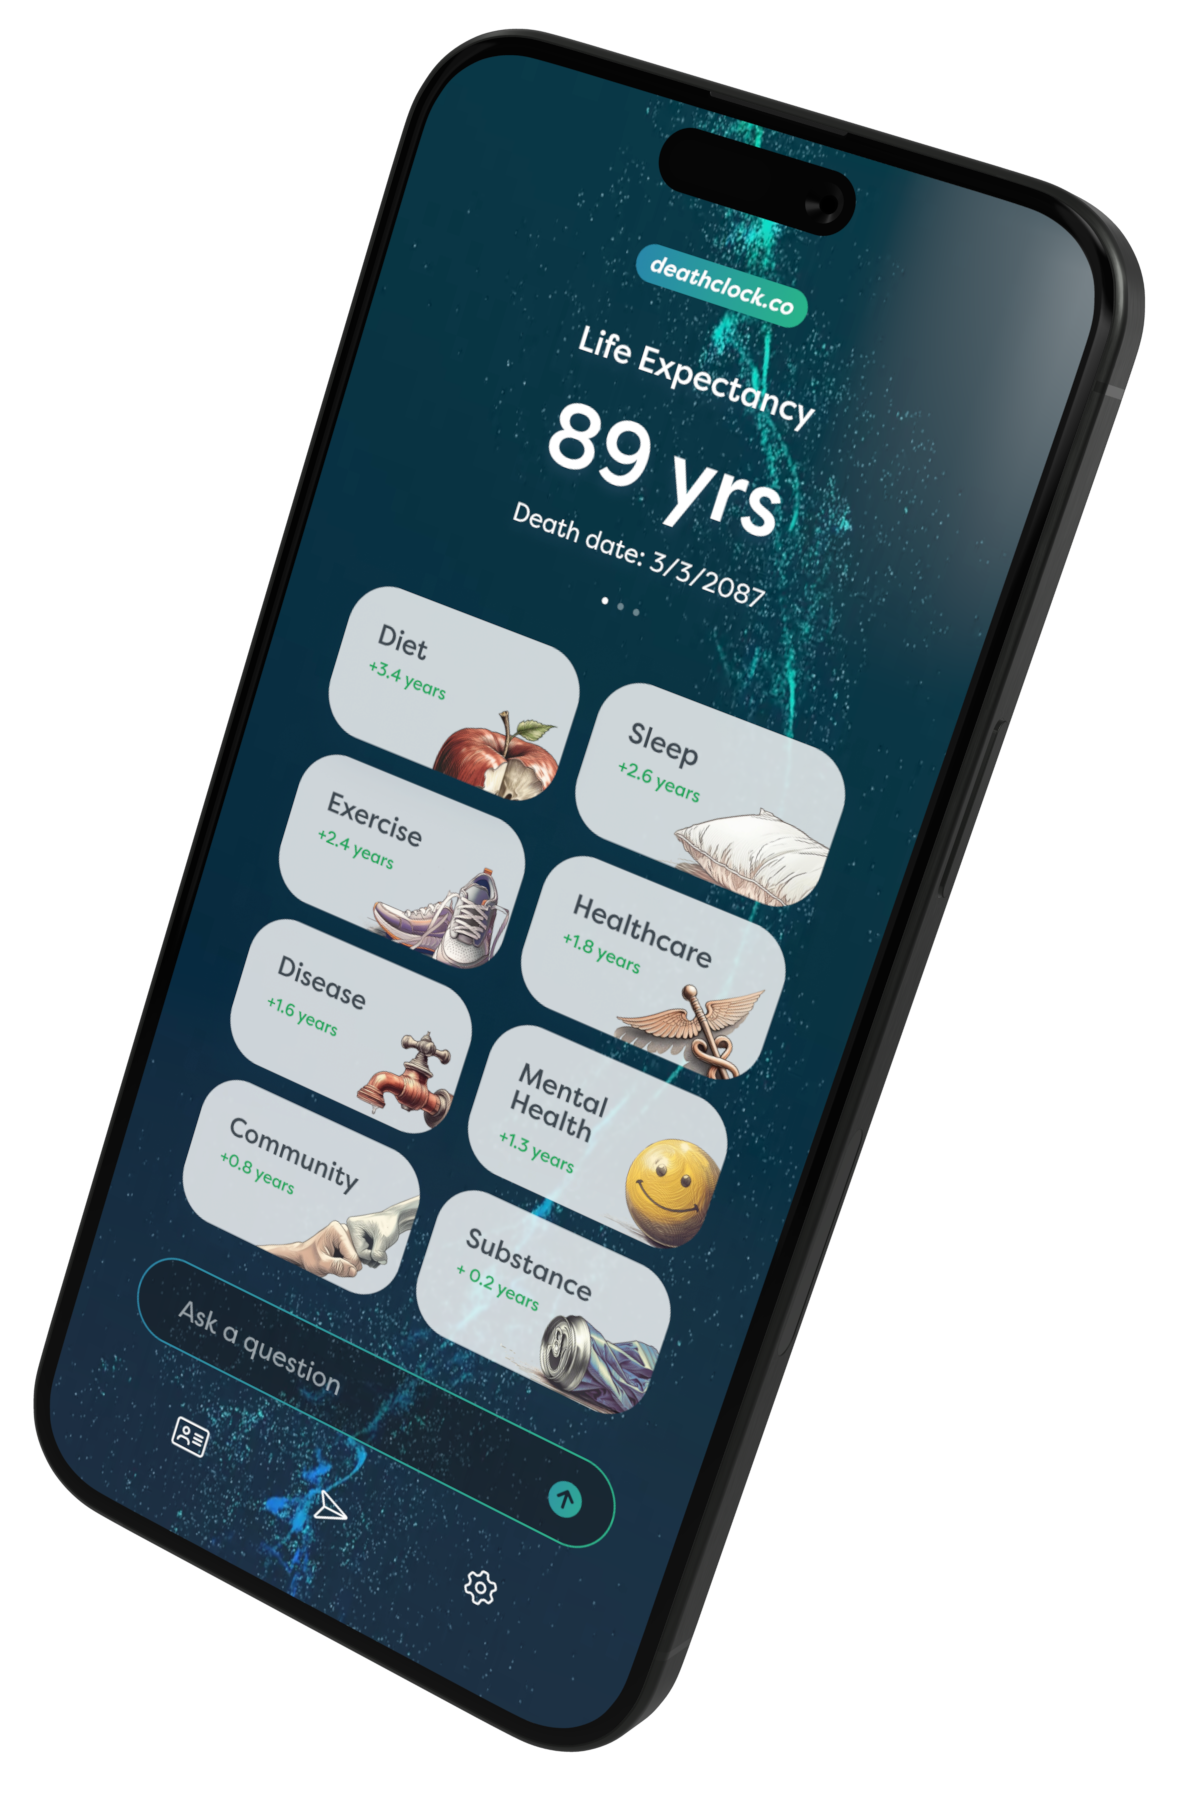 deathclock.co
Life Expectancy
89 yrs
Death date: 3/3/2087
Diet
+3.4 years
Sleep
+2.6 years
Exercise
+2.4 years
Healthcare
+1.8 years
Disease
+1.6 years
Mental
Health
+1.3 years
Community
+0.8 years
Substance
+ 0.2 years
Ask a question